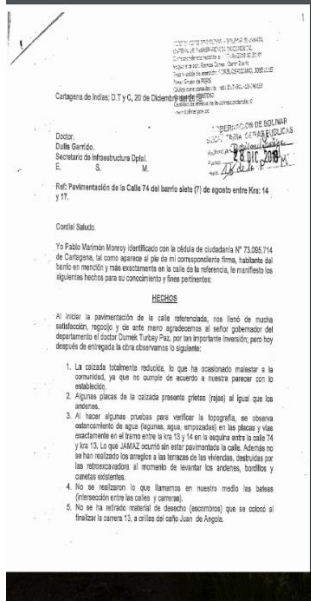 1
Cartagena de Indias; D.T y C, 20 de Diciembre del
28 DIC 2018
Doctor.
Dulis Garrido.
Secretario de Infraestructura Dptal.
E. S. M.
Ref: Pavimentación de la Calle 74 del barrio siete (7) de agosto entre Kra: 14
y 17.
Cordial Saludo.
Yo Pablo Marimón Monroy identificado con la cédula de ciudadanía N° 73.095.714
de Cartagena, tal como aparece al pie de mi correspondiente firma, habitante del
barrio en mención y más exactamente en la calle de la referencia, le manifiesto los
siguientes hechos para su conocimiento y fines pertinentes:
HECHOS
Al iniciar la pavimentación de la calle referenciada, nos llenó de mucha
satisfacción, regocijo y de ante mano agradecemos al señor gobernador del
departamento el doctor Dumek Turbay Paz, por tan importante inversión; pero hoy
después de entregada la obra observamos lo siguiente:
1. La calzada totalmente reducida, lo que ha ocasionado malestar a la
comunidad, ya que no cumple de acuerdo a nuestra parecer con lo
establecido.
2. Algunas placas de la calzada presenta grietas (rajas) al igual que los
andenes.
3. Al hacer algunas pruebas para verificar la topografía, se observa
estancamiento de agua (lagunas, agua, empozadas) en las placas y vías
exactamente en el tramo entre la kra 13 y 14 en la esquina entre la calle 74
y kra 13, Lo que JAMAZ ocurrió sin estar pavimentada la calle. Además no
se han realizado los arreglos a las terrazas de las viviendas, destruidas por
las retroexcavadora al momento de levantar los andenes, bordillos y
cunetas existentes.
4. No se realizaron lo que llamamos en nuestro medio las bateas
(intersección entre las calles y carreras).
5. No se ha retirado material de desecho (escombros) que se colocó al
finalizar la carrera 13, a orillas del caño Juan de Angola.